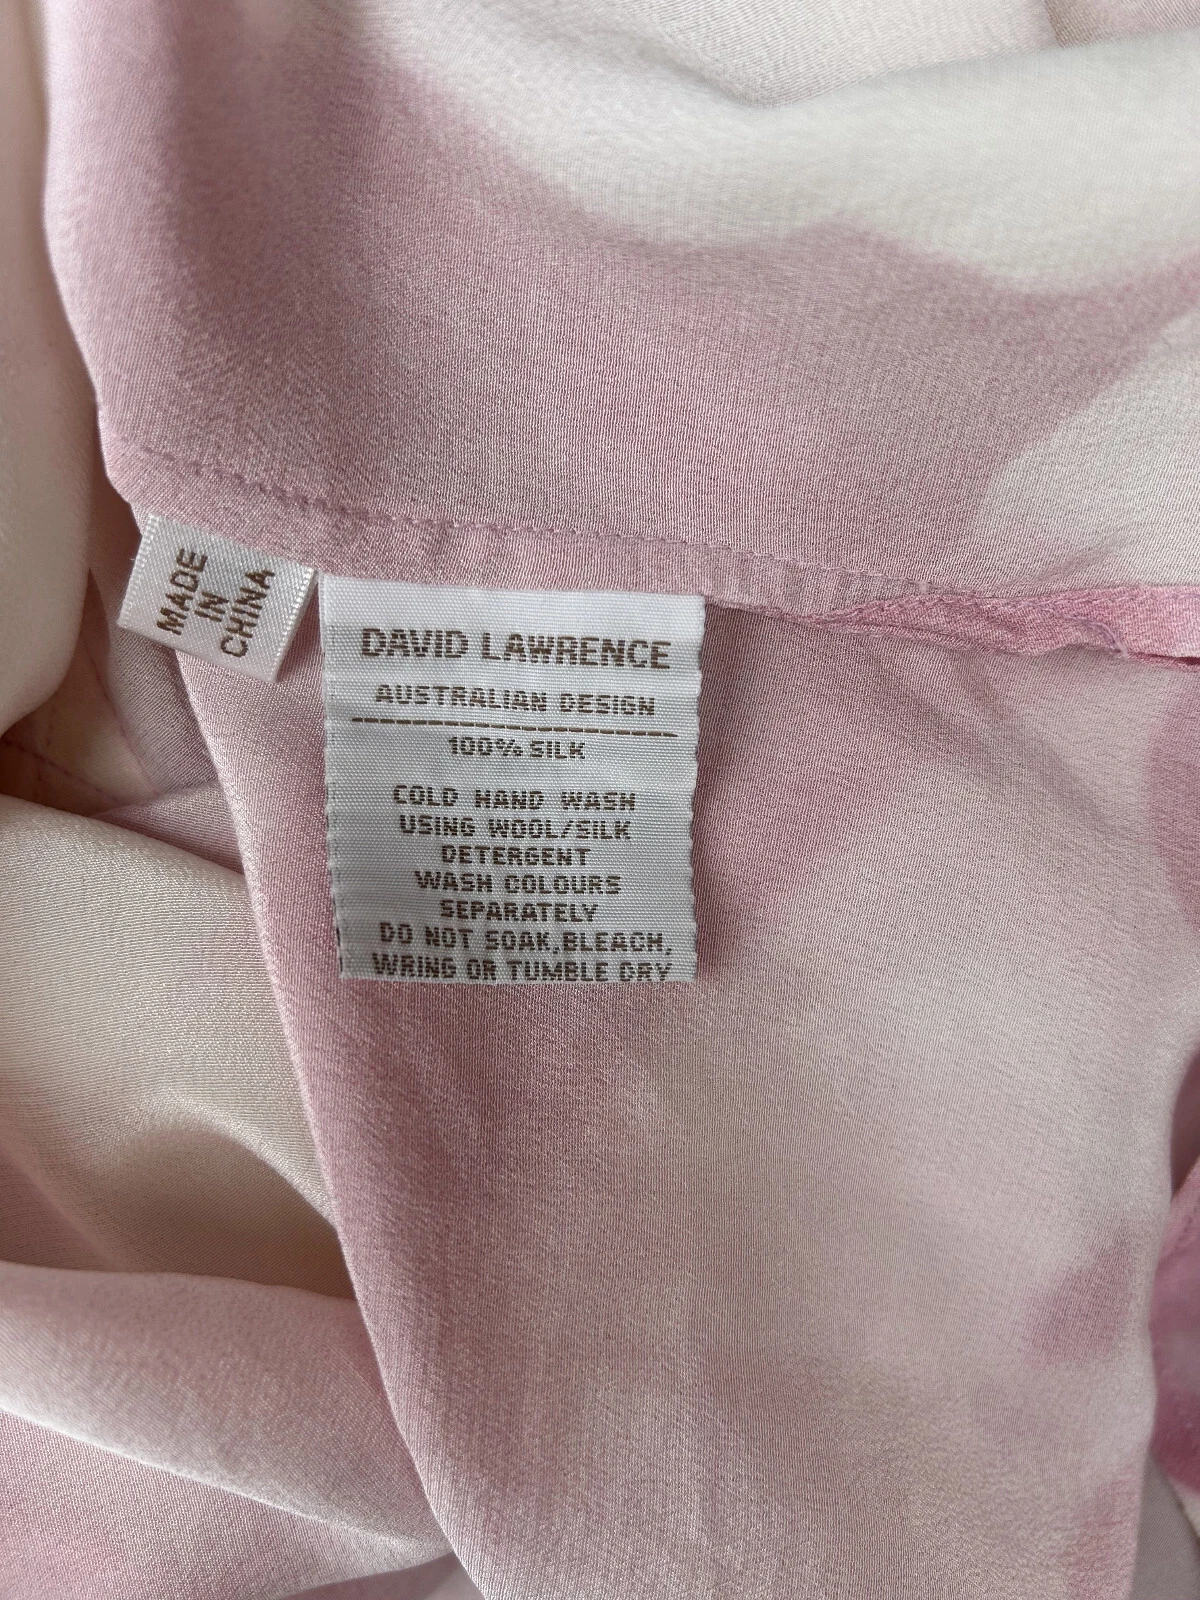 MADE
IN
CHINA
DAVID LAWRENCE
AUSTRALIAN DESIGN
100% SILK
COLD HAND WASH
USING WOOL/SILK
DETERGENT
WASH COLOURS
SEPARATELY
DO NOT SOAK,BLEACH,
WRING OR TUMBLE DRY